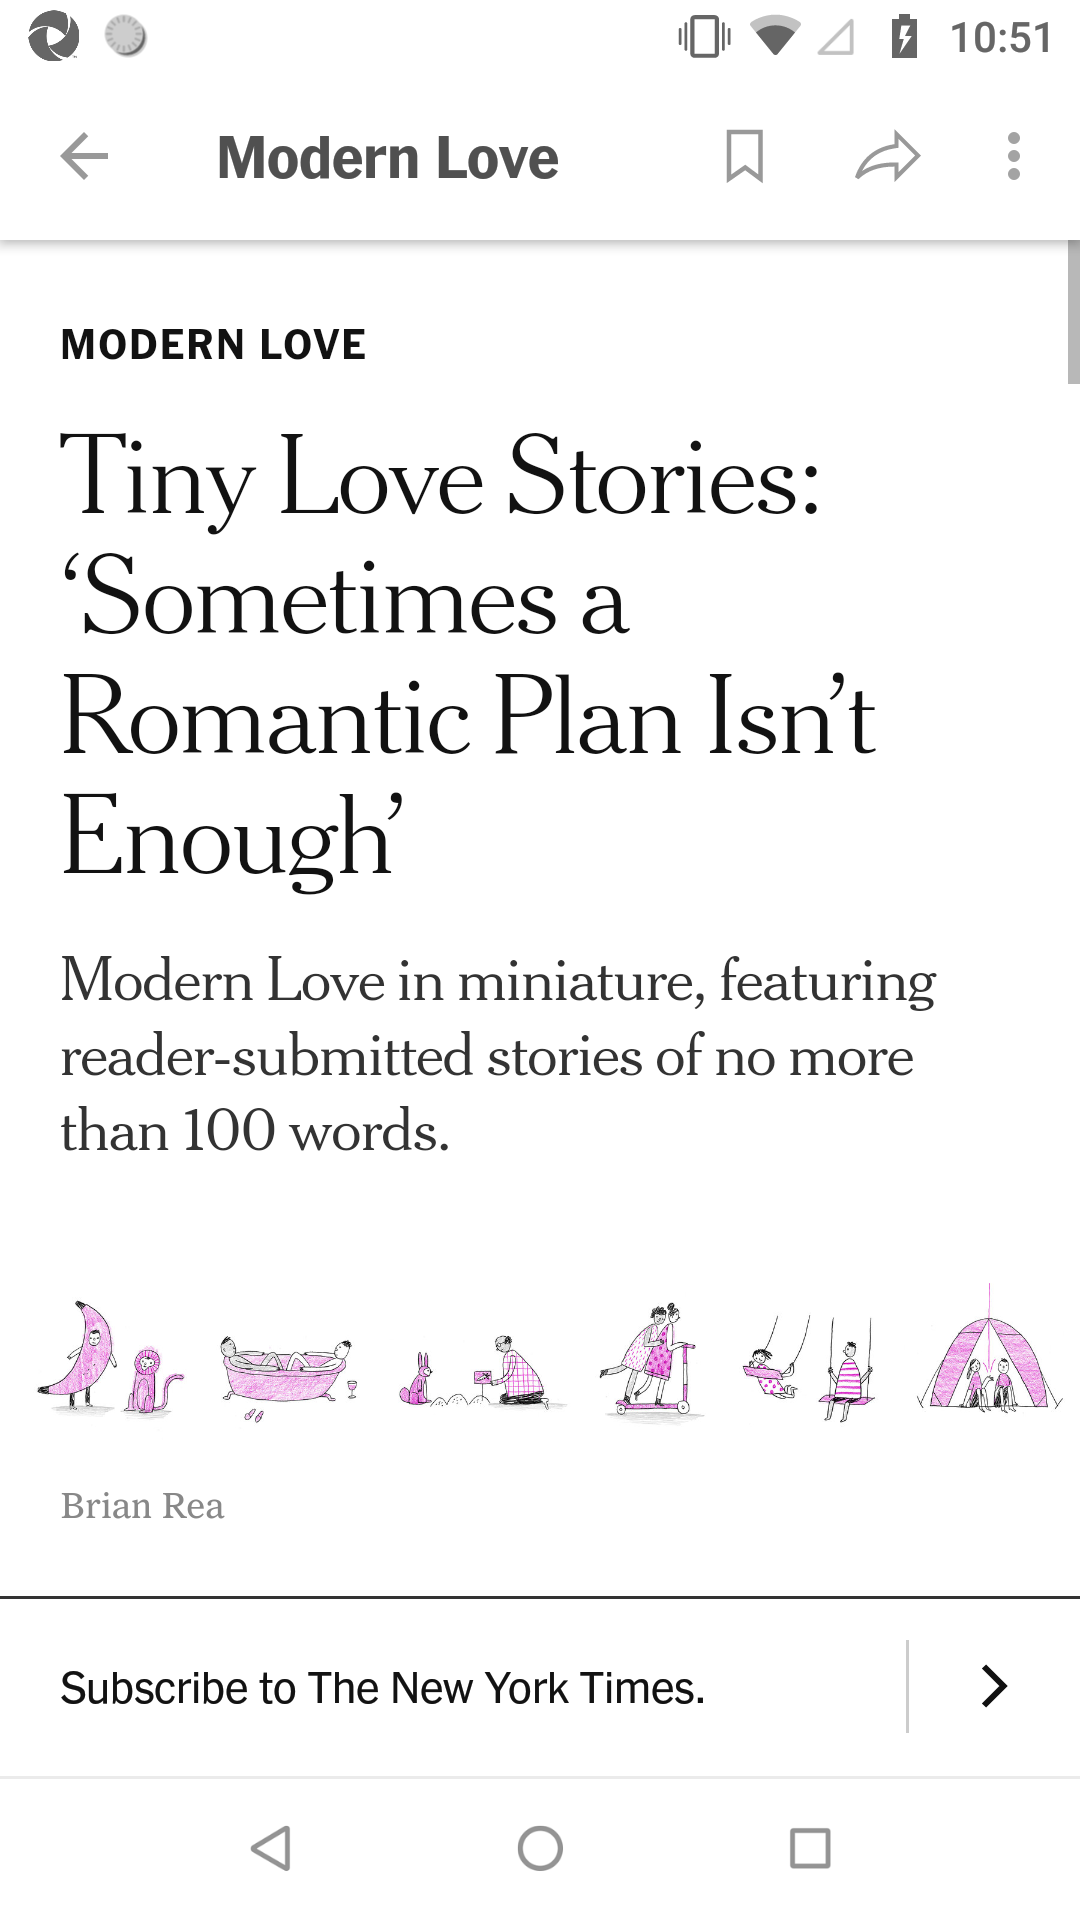 10:51
Modern Love
MODERN LOVE
Tiny Love Stories:
‘Sometimes a
Romantic Plan Isn’t
Enough’
Modern Love in miniature, featuring
reader-submitted stories of no more
than 100 words.
Brian Rea
Subscribe to The New York Times.